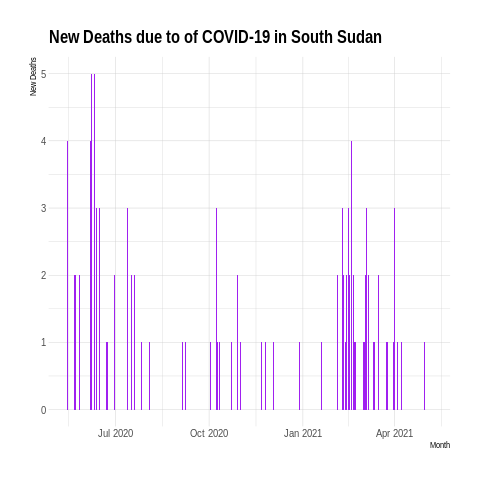 New Deaths due to of COVID-19 in South Sudan
New Deaths
5
4
3
2
1
0
Jul 2020 Oct 2020 Jan 2021 Apr 2021
Month